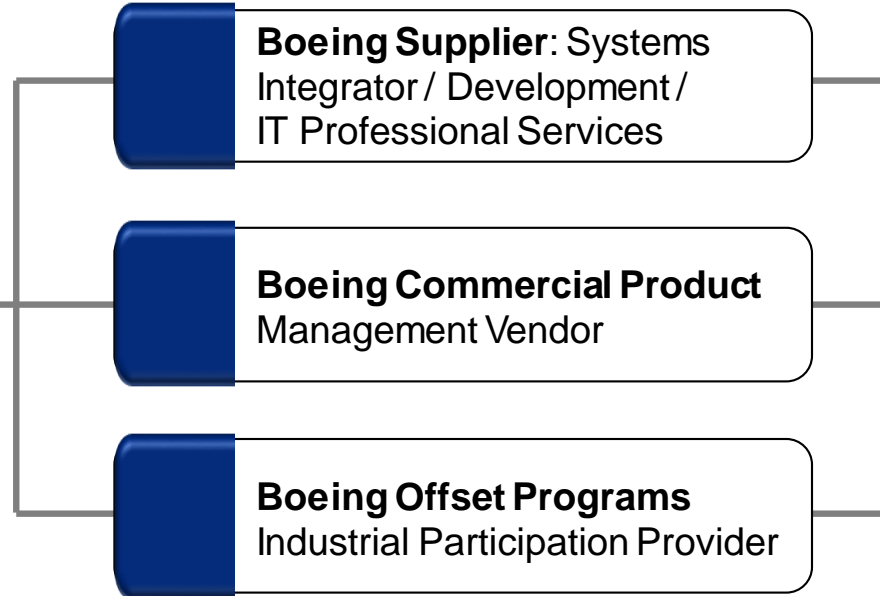 Boeing Supplier: Systems
Integrator / Development /
IT Professional Services
Boeing Commercial Product
Management Vendor
Boeing Offset Programs
Industrial Participation Provider